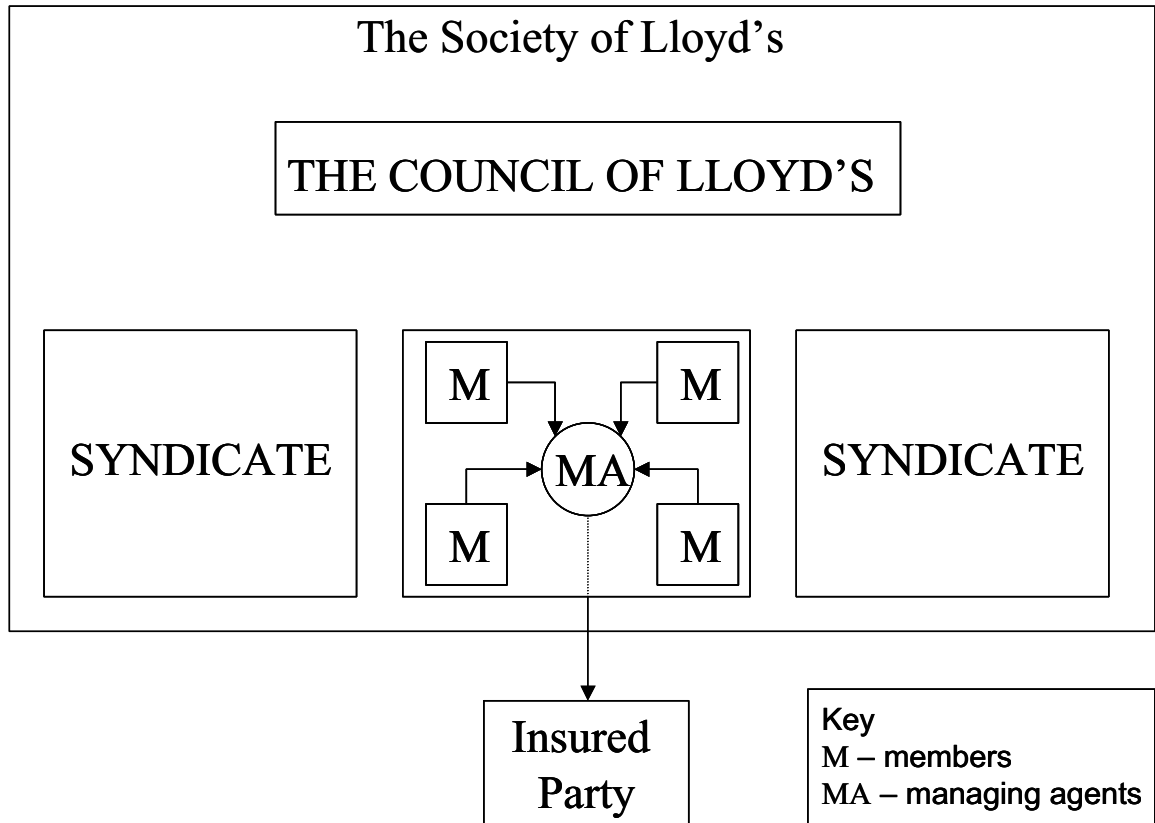 The Society of Lloyd’s
THE COUNCIL OF LLOYD’S
SYNDICATE
M
M
MA
M
M
SYNDICATE
Insured
Party
Key
M – members
MA – managing agents